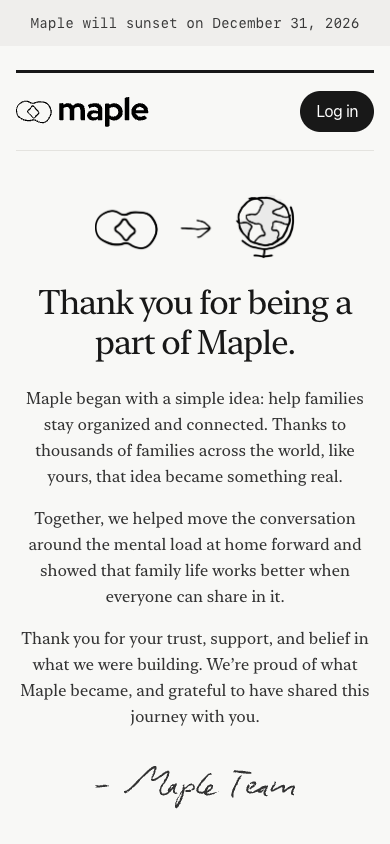 Maple will sunset on December 31, 2026
maple
Log in
Thank you for being a
part of Maple.
Maple began with a simple idea: help families
stay organized and connected. Thanks to
thousands of families across the world, like
yours, that idea became something real.
Together, we helped move the conversation
around the mental load at home forward and
showed that family life works better when
everyone can share in it.
Thank you for your trust, support, and belief in
what we were building. We’re proud of what
Maple became, and grateful to have shared this
journey with you.
– Maple Team